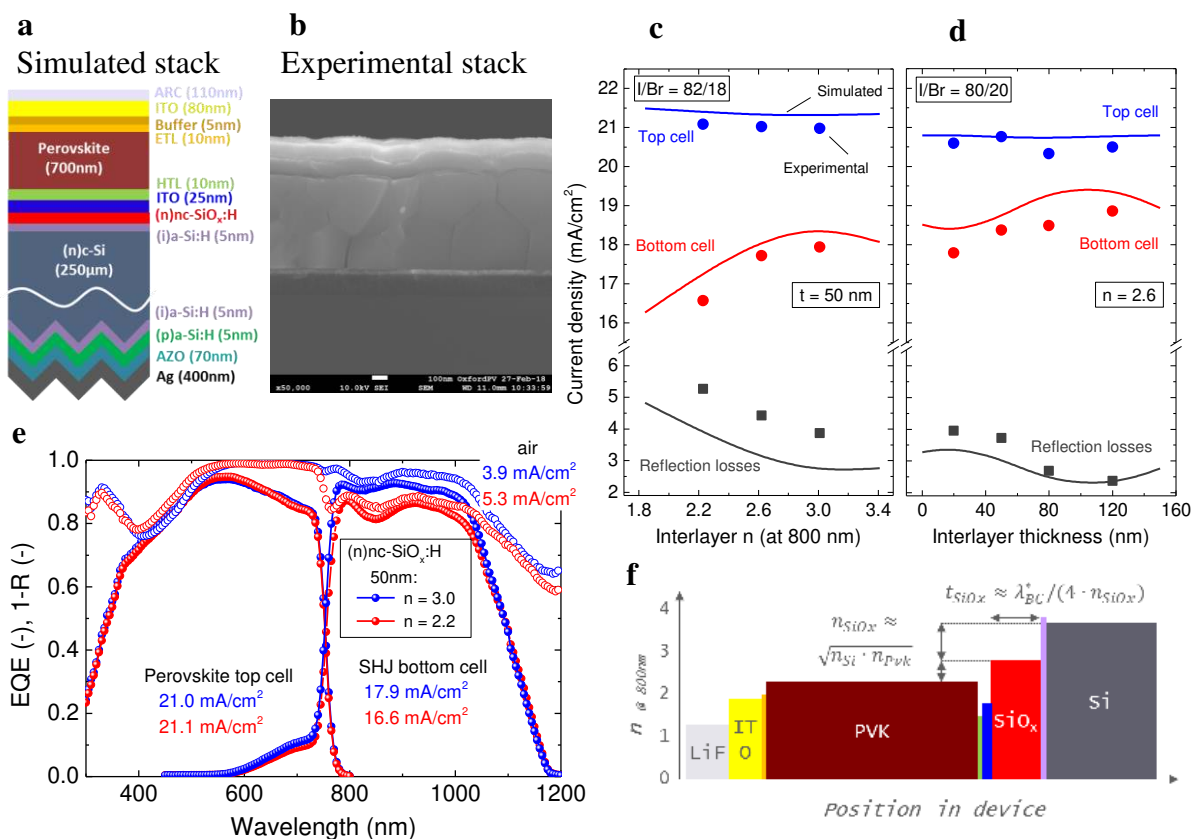 a
Simulated stack
ARC (110nm)
ITO (80nm)
Buffer (5nm)
ETL (10nm)
Perovskite
(700nm)
HTL (10nm)
ITO (25nm)
(n)nc-SiOₓ:H
(i)a-Si:H (5nm)
(n)c-Si
(250µm)
(i)a-Si:H (5nm)
(p)a-Si:H (5nm)
AZO (70nm)
Ag (400nm)
b
Experimental stack
x50,000 10.0kV SEI 100nm OxfordPV 27-Feb-18
SEM WD 11.0mm 10:33:59
c
I/Br = 82/18
Simulated
Top cell
Experimental
Bottom cell
t = 50 nm
Reflection losses
Current density (mA/cm²)
22
21
20
19
18
17
16
6
5
4
3
2
1.8 2.2 2.6 3.0 3.4
Interlayer n (at 800 nm)
d
I/Br = 80/20
Top cell
Bottom cell
n = 2.6
Reflection losses
0 40 80 120 160
Interlayer thickness (nm)
e
air
3.9 mA/cm²
5.3 mA/cm²
(n)nc-SiOₓ:H
50nm:
n = 3.0
n = 2.2
Perovskite top cell
21.0 mA/cm²
21.1 mA/cm²
SHJ bottom cell
17.9 mA/cm²
16.6 mA/cm²
EQE (-), 1-R (-)
1.0
0.8
0.6
0.4
0.2
0.0
400 600 800 1000 1200
Wavelength (nm)
f
t_SiOx ≈ λ*_BC/(4 · n_SiOx)
n_SiOx ≈
√n_Si · n_Pvk
n @ 800nm
4
3
2
1
0
LiF
IT
O
PVK
SiOₓ
Si
Position in device